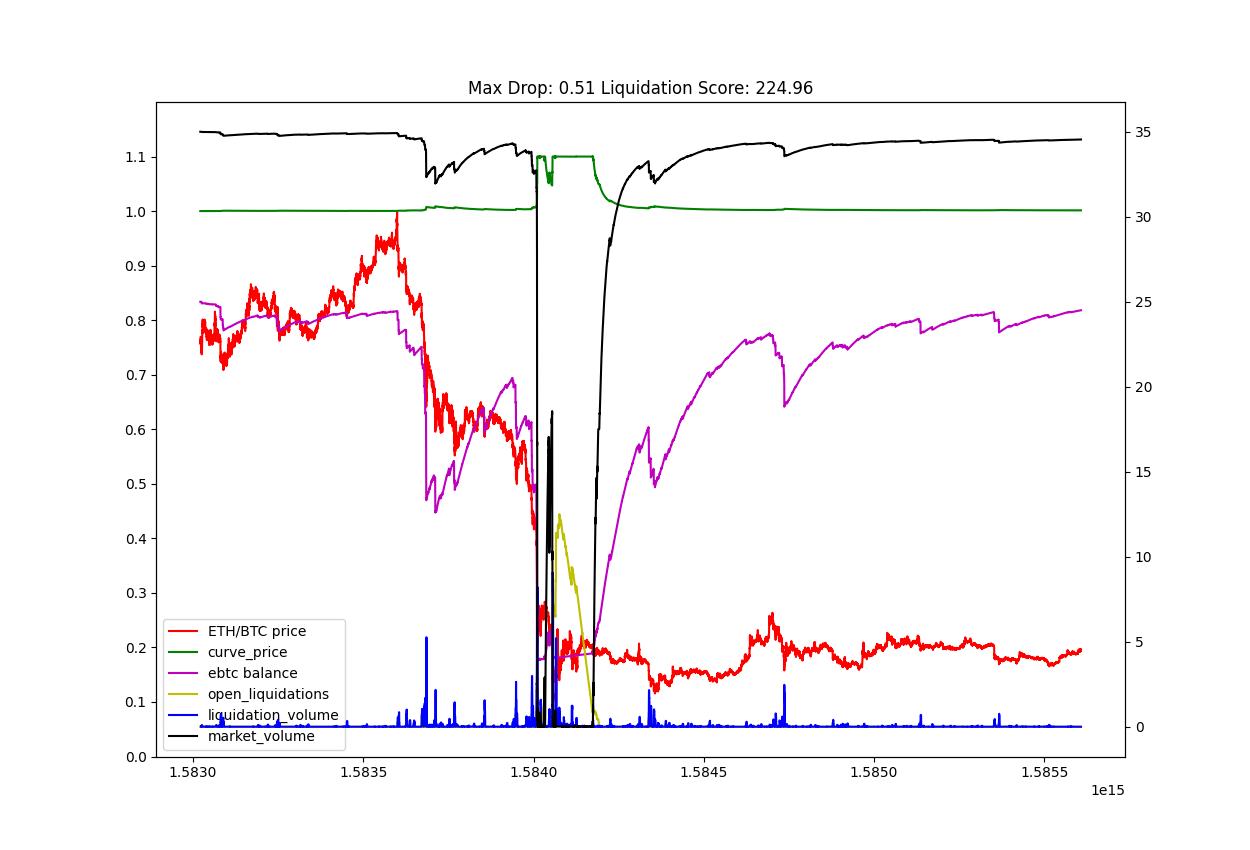 Max Drop: 0.51 Liquidation Score: 224.96
1.1
1.0
0.9
0.8
0.7
0.6
0.5
0.4
0.3
0.2
0.1
0.0
35
30
25
20
15
10
5
0
ETH/BTC price
curve_price
ebtc balance
open_liquidations
liquidation_volume
market_volume
1.5830 1.5835 1.5840 1.5845 1.5850 1.5855
1e15